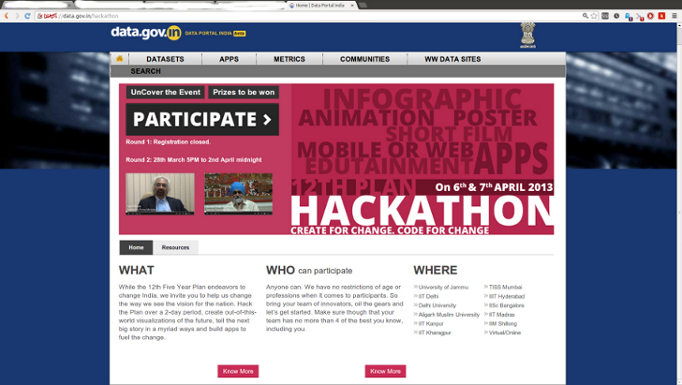 Home | Data Portal India
https://data.gov.in/hackathon
data.gov.in DATA PORTAL INDIA Beta
DATASETS APPS METRICS COMMUNITIES WW DATA SITES
SEARCH
UnCover the Event Prizes to be won
PARTICIPATE >
Round 1: Registration closed.
Round 2: 28th March 5PM to 2nd April midnight
INFOGRAPHIC
ANIMATION POSTER
SHORT FILM
MOBILE OR WEB APPS
EDUTAINMENT
12TH PLAN On 6th & 7th APRIL 2013
HACKATHON
CREATE FOR CHANGE. CODE FOR CHANGE
Home Resources
WHAT
While the 12th Five Year Plan endeavors to
change India, we invite you to help us change
the way we see the vision for the nation. Hack
the Plan over a 2-day period, create out-of-this-
world visualizations of the future, tell the next
big story in a myriad ways and build apps to
fuel the change.
Know More
WHO can participate
Anyone can. We have no restrictions of age or
professions when it comes to participants. So
bring your team of innovators, oil the gears and
let's get started. Make sure though that your
team has no more than 4 of the best you know,
including you.
Know More
WHERE
University of Jammu
IIT Delhi
Delhi University
Aligarh Muslim University
IIT Kanpur
IIT Kharagpur
TISS Mumbai
IIIT Hyderabad
IISc Bangalore
IIT Madras
IIM Shillong
Virtual/Online